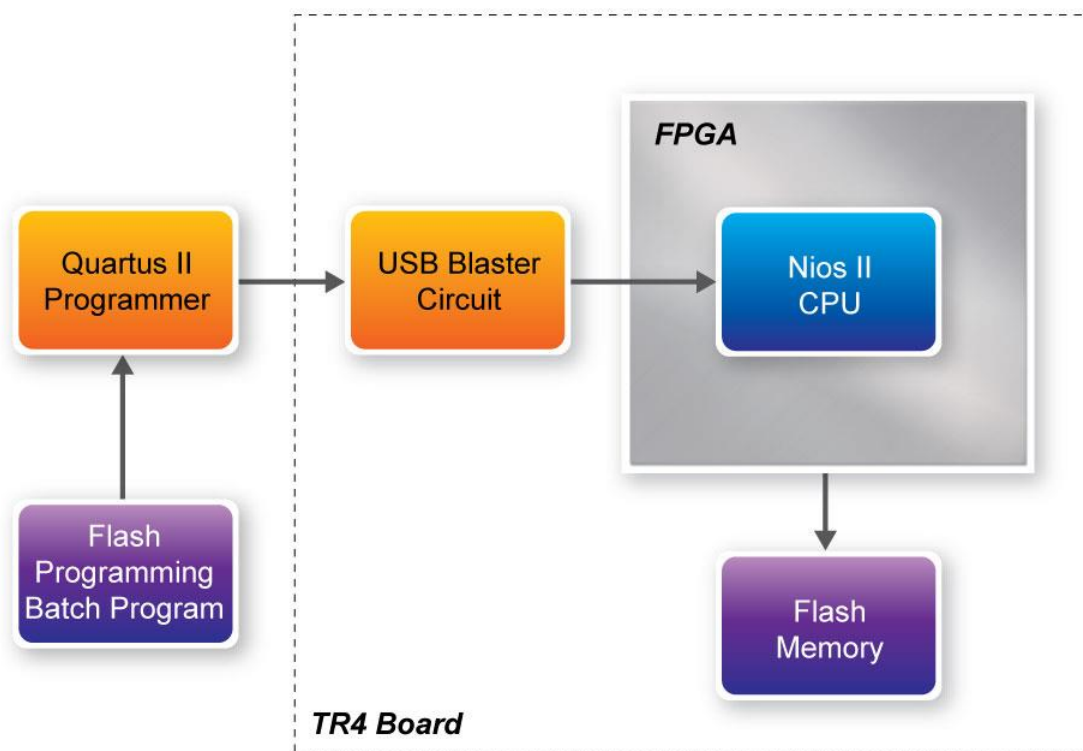 FPGA
Quartus II
Programmer
USB Blaster
Circuit
Nios II
CPU
Flash
Programming
Batch Program
Flash
Memory
TR4 Board